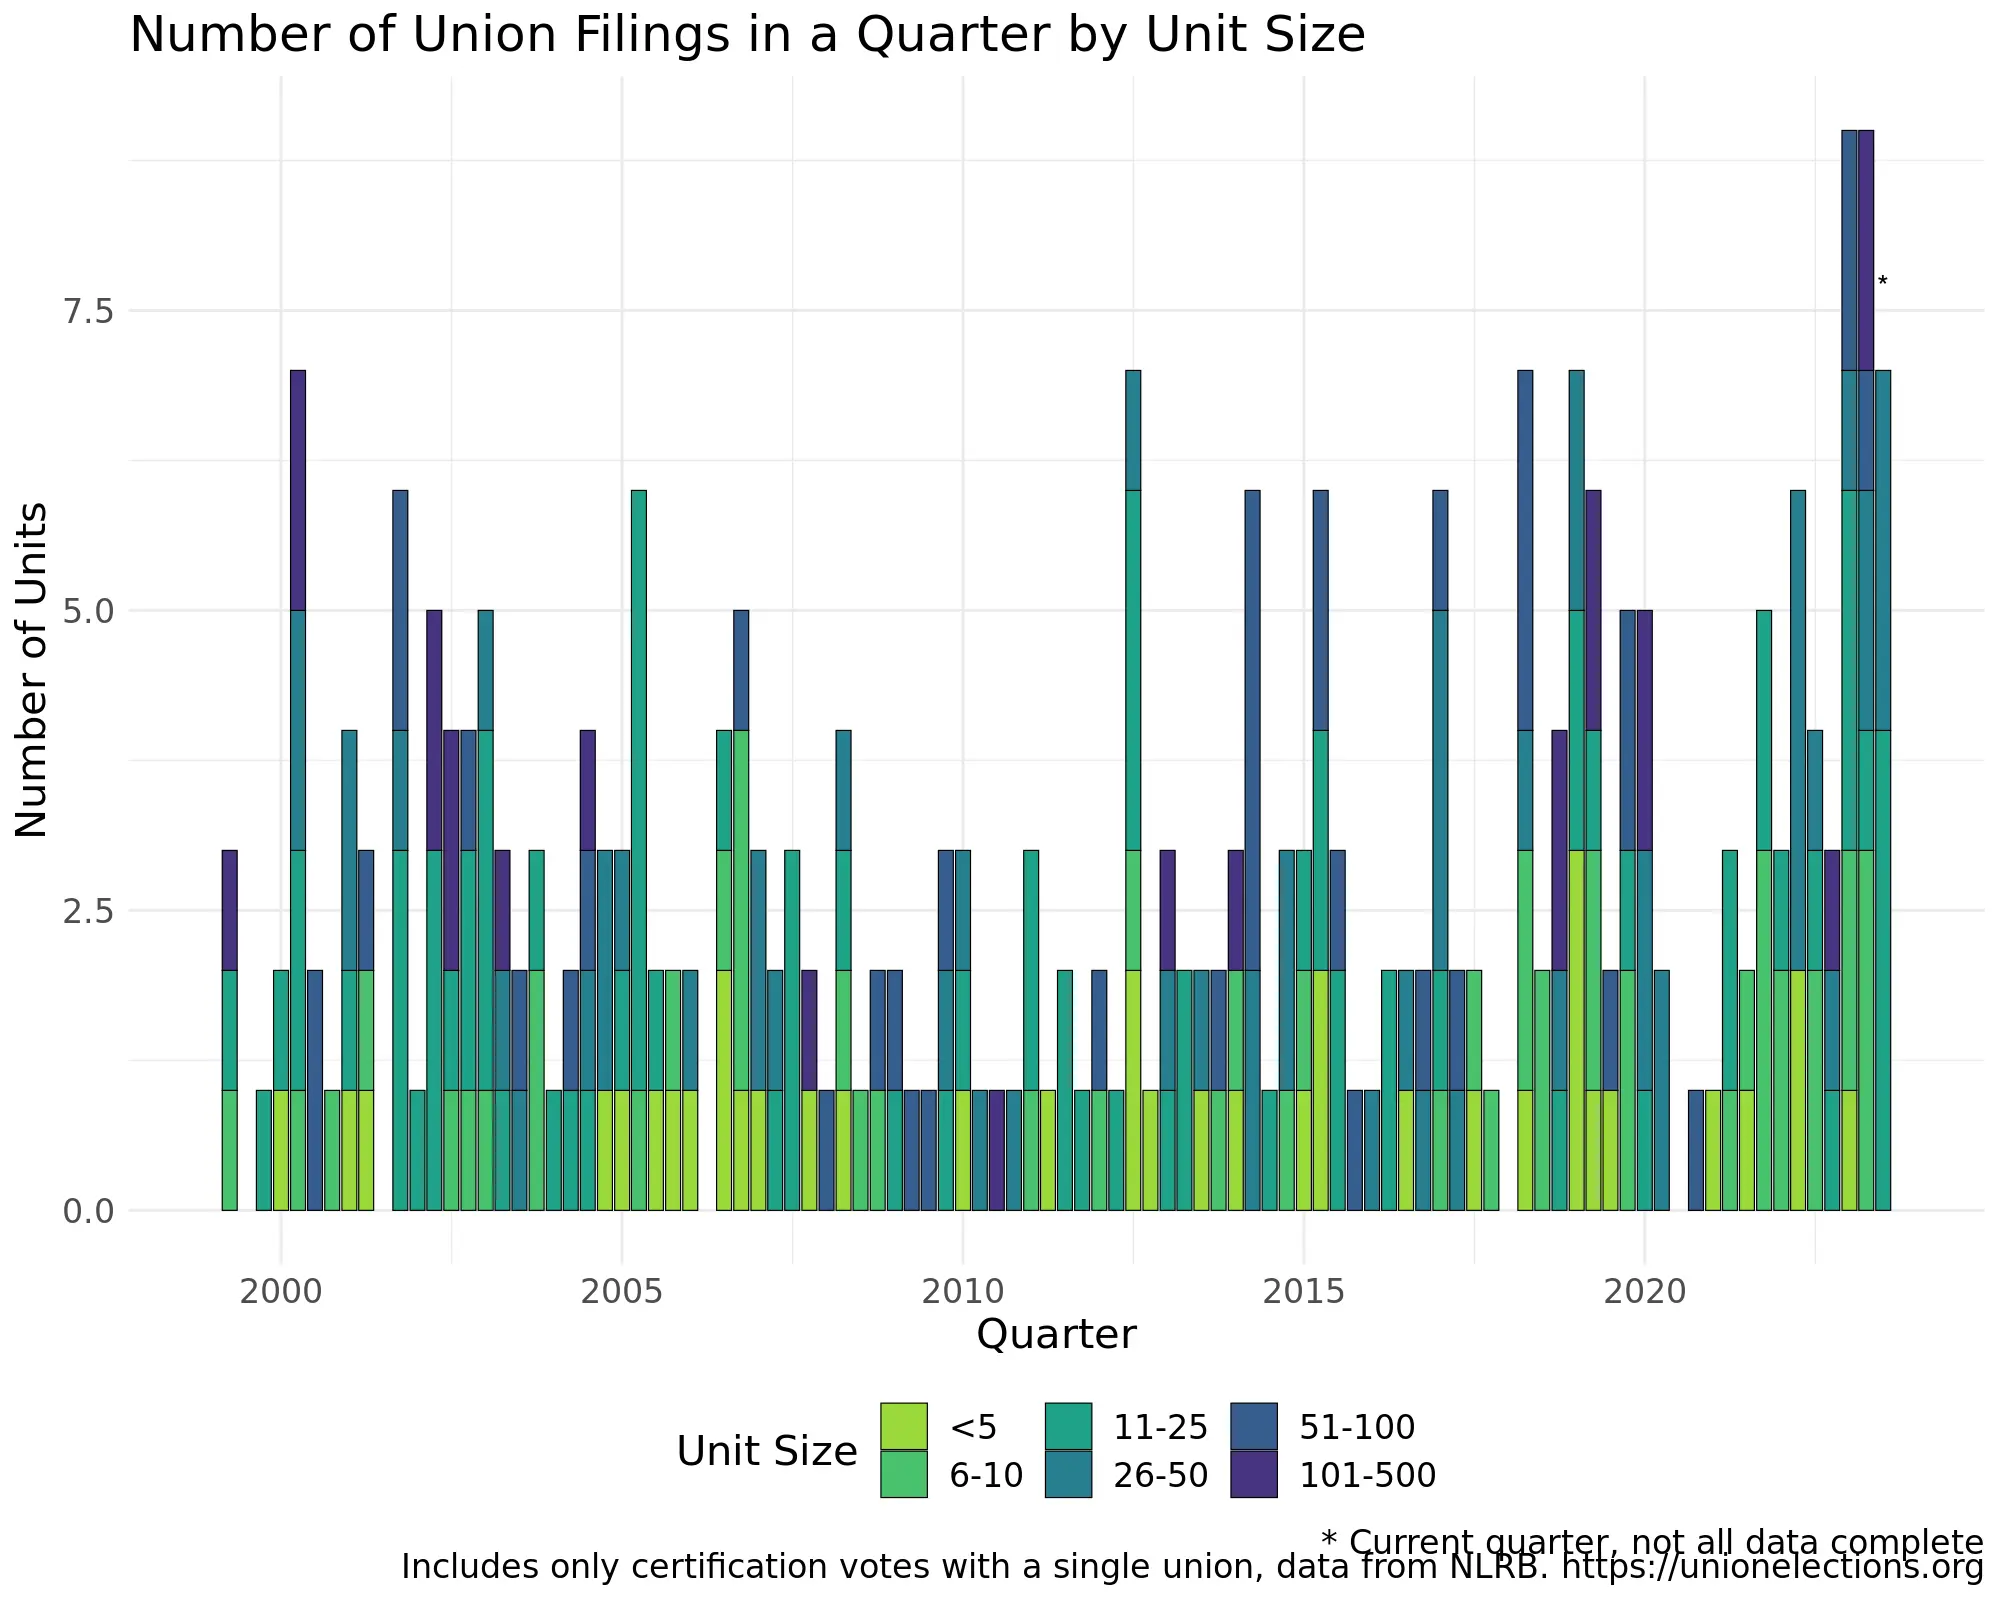 Number of Union Filings in a Quarter by Unit Size
Number of Units
7.5
5.0
2.5
0.0
*
2000 2005 2010 2015 2020
Quarter
Unit Size
<5 11-25 51-100
6-10 26-50 101-500
* Current quarter, not all data complete
Includes only certification votes with a single union, data from NLRB. https://unionelections.org